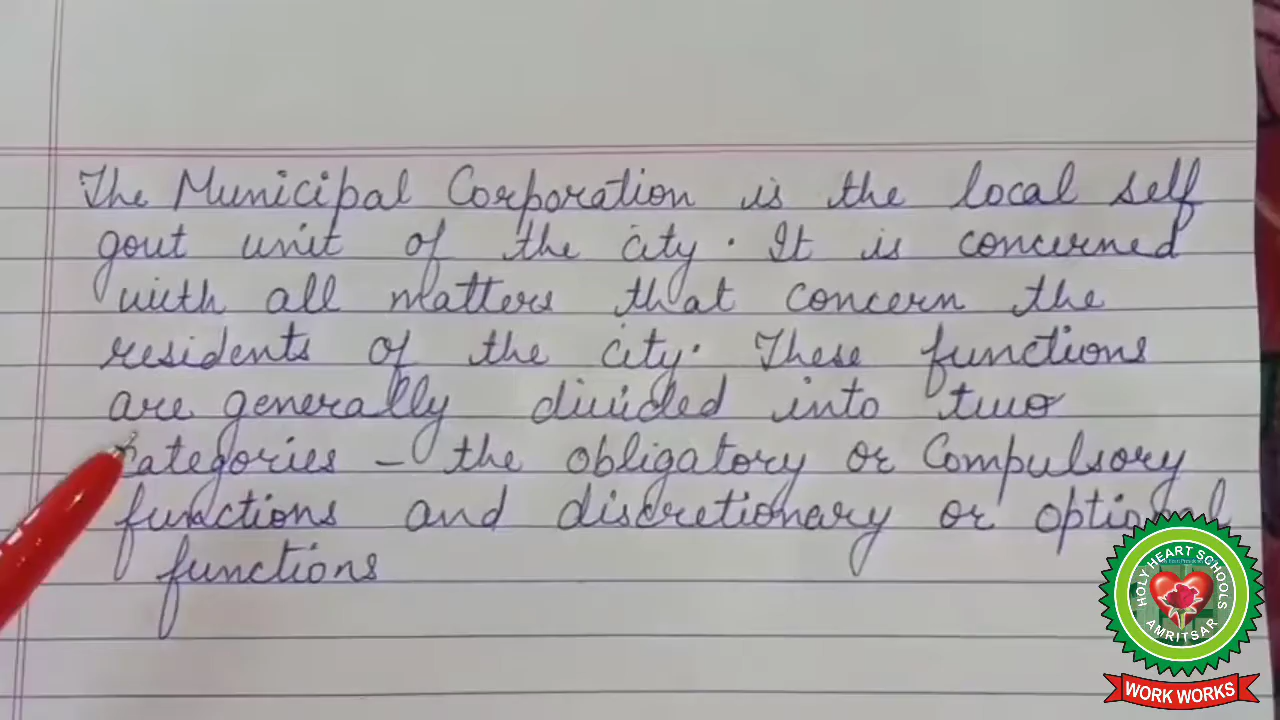 The Municipal Corporation is the local self
govt unit of the city. It is concerned
with all matters that concern the
residents of the city. These functions
are generally divided into two
categories - the obligatory or Compulsory
functions and discretionary or optional
functions
HOLY HEART SCHOOLS
AMRITSAR
WORK WORKS